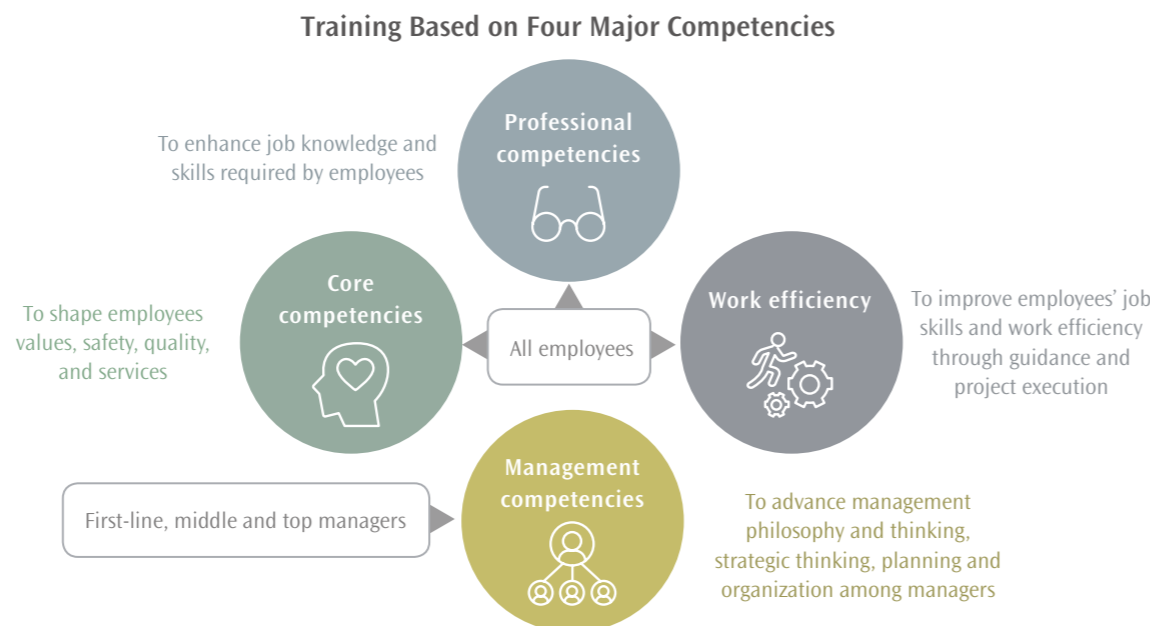 Training Based on Four Major Competencies
Professional
competencies
To enhance job knowledge and
skills required by employees
Core
competencies
To shape employees
values, safety, quality,
and services
All employees
Work efficiency
To improve employees’ job
skills and work efficiency
through guidance and
project execution
Management
competencies
First-line, middle and top managers
To advance management
philosophy and thinking,
strategic thinking, planning and
organization among managers